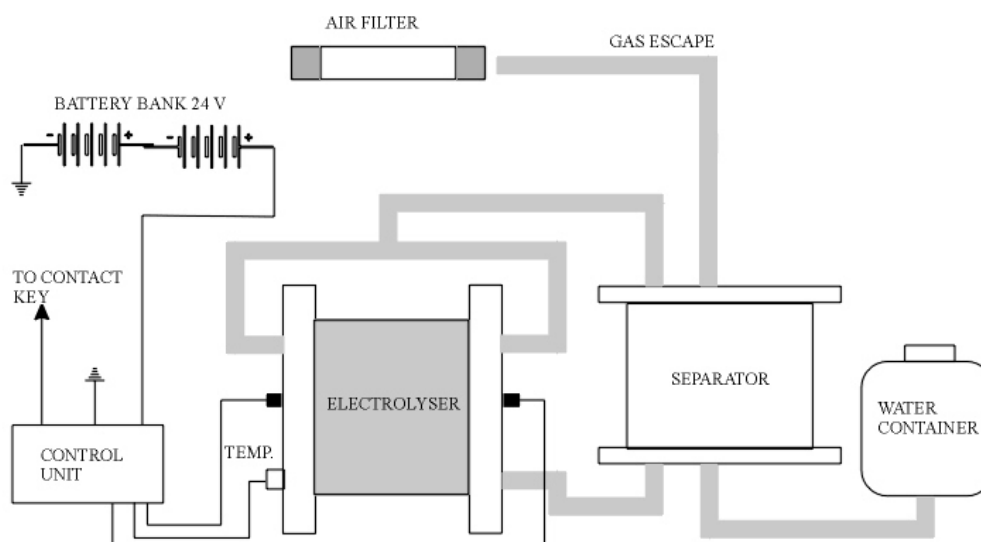 AIR FILTER
GAS ESCAPE
BATTERY BANK 24 V
- + - +
TO CONTACT
KEY
SEPARATOR
ELECTROLYSER
WATER
CONTAINER
TEMP.
CONTROL
UNIT